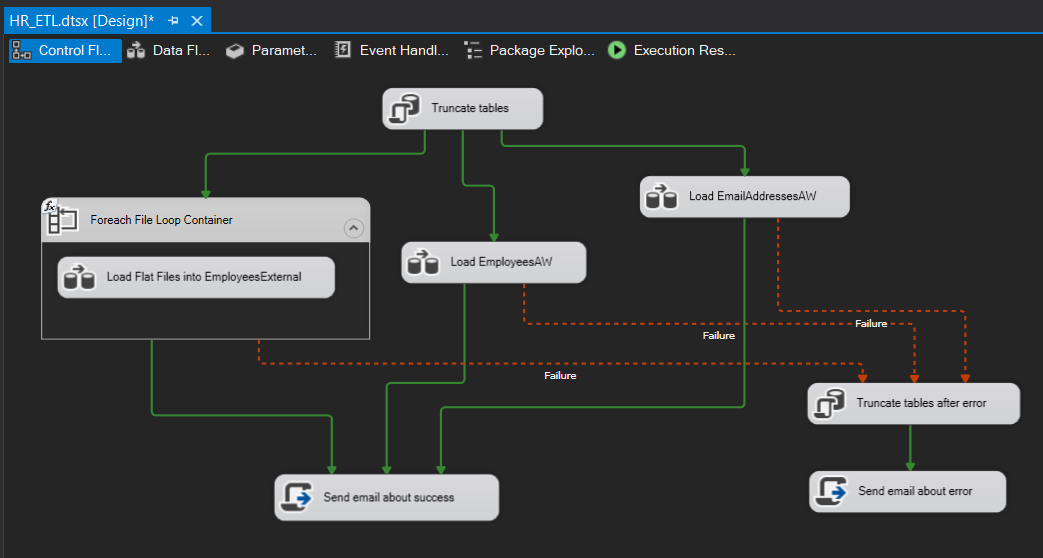 HR_ETL.dtsx [Design]*
Control Fl... Data Fl... Paramet... Event Handl... Package Explo... Execution Res...
Truncate tables
Load EmailAddressesAW
fx
Foreach File Loop Container
Load EmployeesAW
Load Flat Files into EmployeesExternal
Failure
Failure
Failure
Truncate tables after error
Send email about success
Send email about error